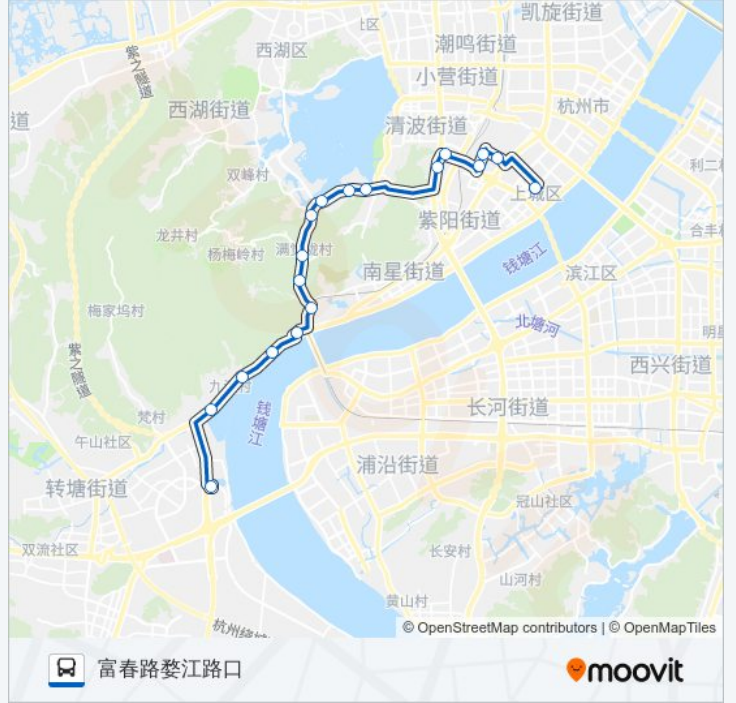 凯旋街道
西湖区
潮鸣街道
小营街道
紫之隧道
杭州市
西湖街道
清波街道
道
双峰村
利二
上城区
紫阳街道
合丰
龙井村
杨梅岭村
满觉陇村
南星街道
钱塘江
滨江区
梅家坞村
北塘河
紫之隧道
西兴街道
长河街道
梵村
钱塘江
午山社区
浦沿街道
转塘街道
冠山社区
双流社区
长安村
山河村
黄山村
杭州绕城
© OpenStreetMap contributors | © OpenMapTiles
富春路婺江路口
moovit